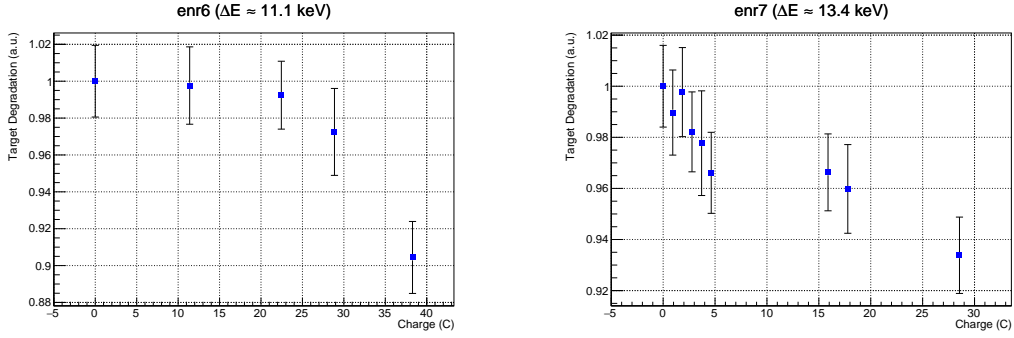 enr6 (ΔE ≈ 11.1 keV)
Target Degradation (a.u.)
1.02
1
0.98
0.96
0.94
0.92
0.9
0.88
−5 0 5 10 15 20 25 30 35 40
Charge (C)
enr7 (ΔE ≈ 13.4 keV)
Target Degradation (a.u.)
1.02
1
0.98
0.96
0.94
0.92
−5 0 5 10 15 20 25 30
Charge (C)